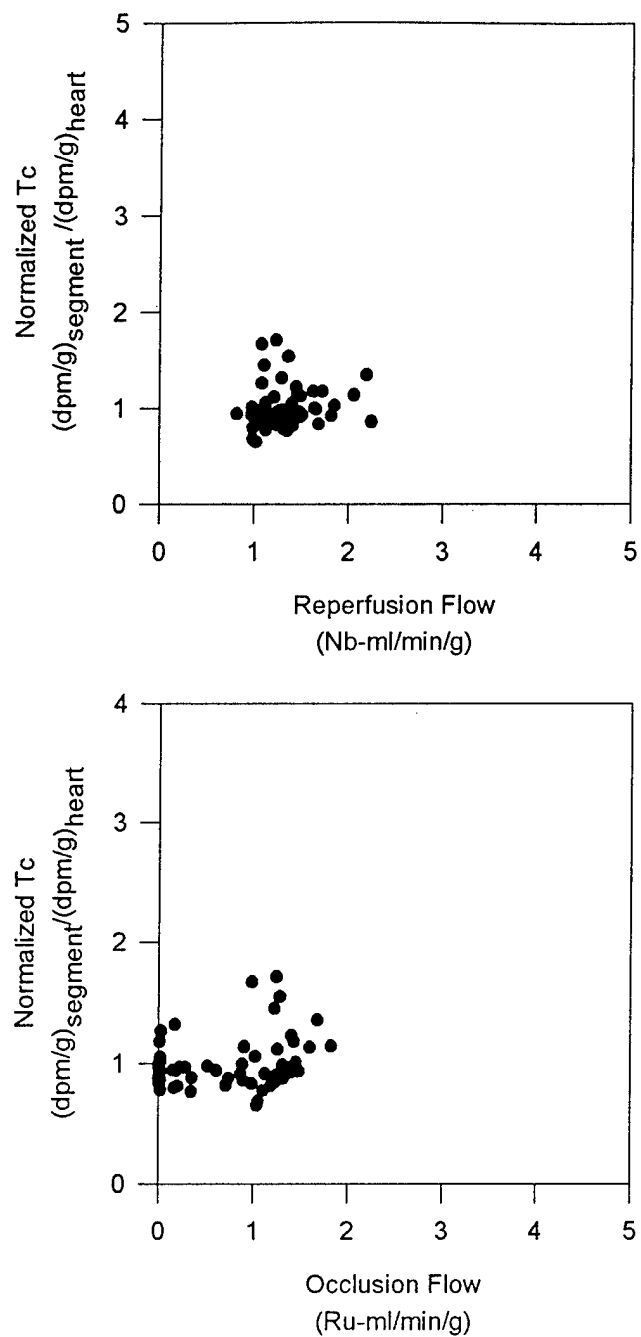 5
4
3
2
1
0
Normalized Tc
(dpm/g)segment/(dpm/g)heart
0 1 2 3 4 5
Reperfusion Flow
(Nb-ml/min/g)
4
3
2
1
0
Normalized Tc
(dpm/g)segment/(dpm/g)heart
0 1 2 3 4 5
Occlusion Flow
(Ru-ml/min/g)